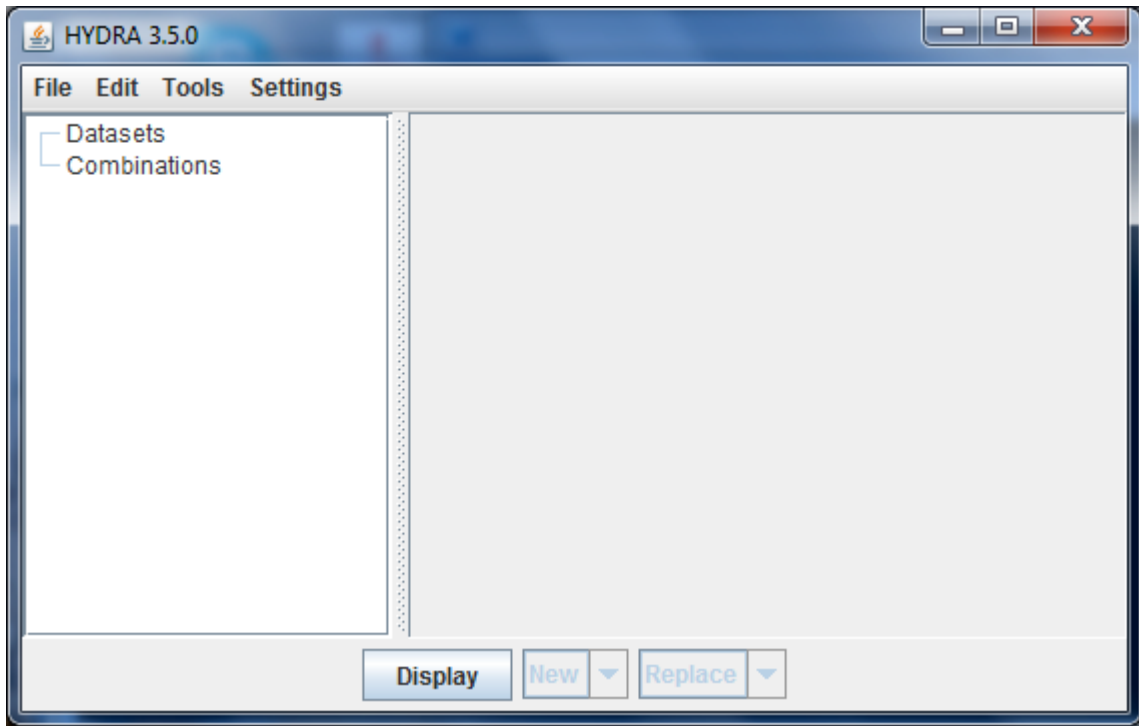 HYDRA 3.5.0
File Edit Tools Settings
Datasets
Combinations
Display New Replace